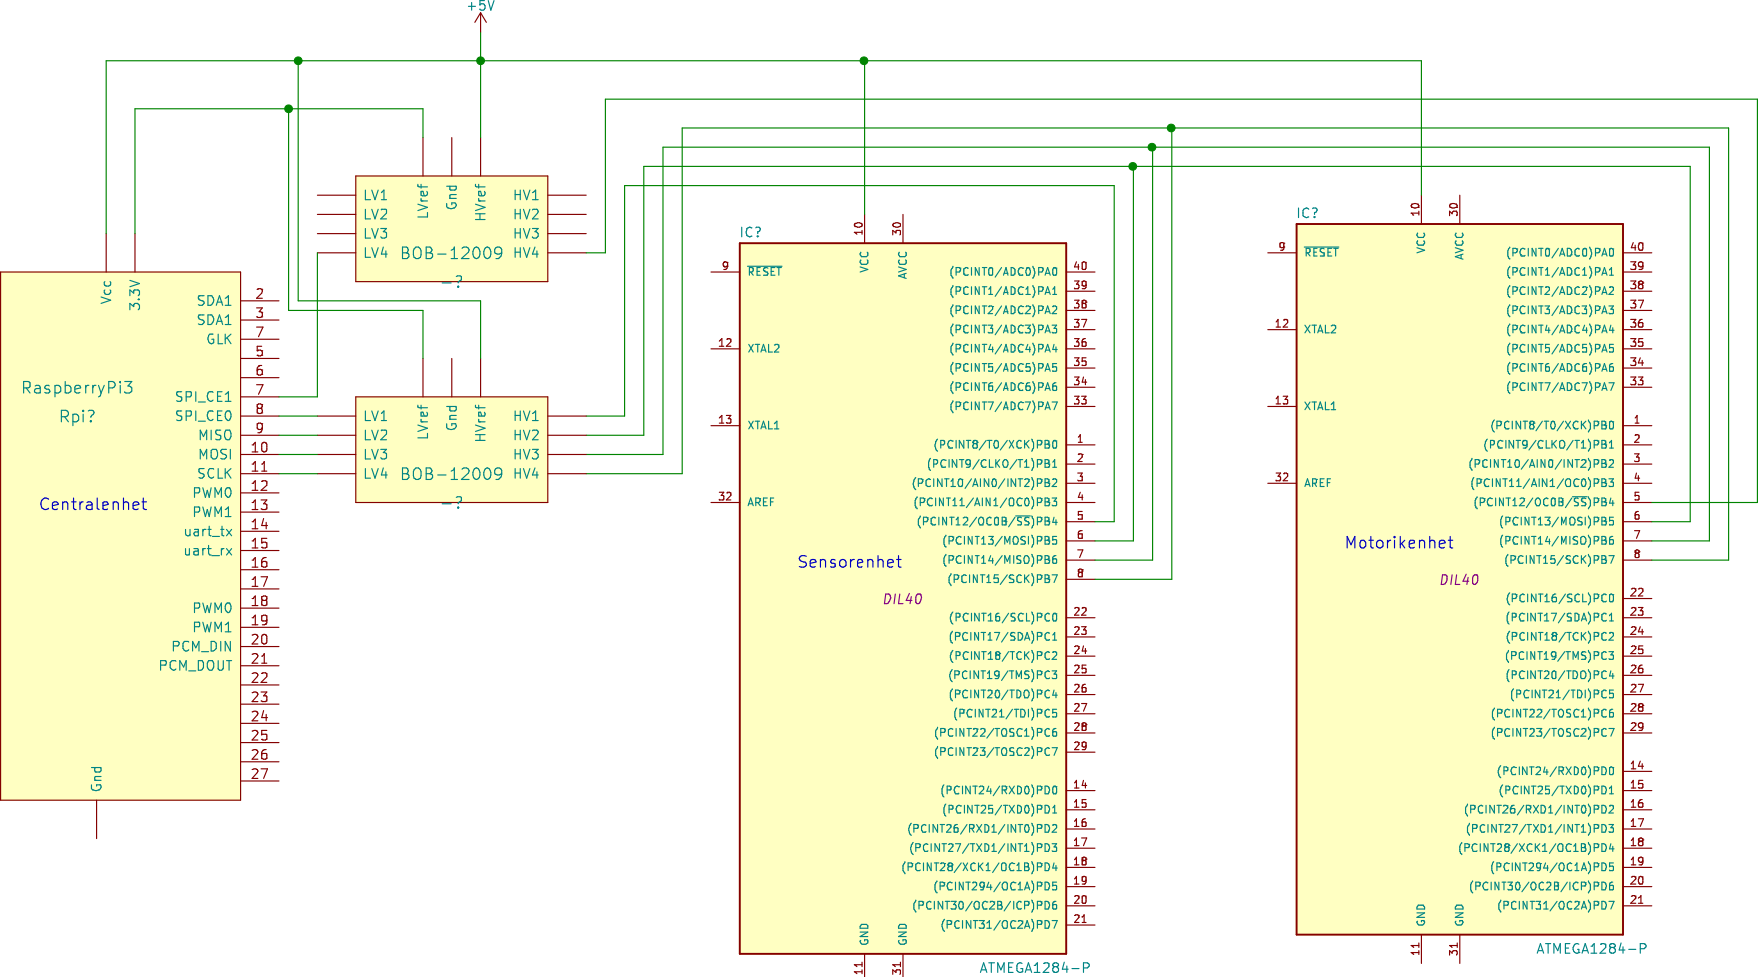 +5V
Vcc
3.3V
SDA1 2
SDA1 3
GLK 7
5
6
SPI_CE1 7
SPI_CE0 8
MISO 9
MOSI 10
SCLK 11
PWM0 12
PWM1 13
uart_tx 14
uart_rx 15
16
17
PWM0 18
PWM1 19
PCM_DIN 20
PCM_DOUT 21
22
23
24
25
26
27
RaspberryPi3
Rpi?
Centralenhet
Gnd
LVref
Gnd
HVref
LV1 HV1
LV2 HV2
LV3 HV3
LV4 BOB-12009 HV4
-?
LVref
Gnd
HVref
LV1 HV1
LV2 HV2
LV3 HV3
LV4 BOB-12009 HV4
-?
IC?
10
30
VCC
AVCC
9 RESET
12 XTAL2
13 XTAL1
32 AREF
(PCINT0/ADC0)PA0 40
(PCINT1/ADC1)PA1 39
(PCINT2/ADC2)PA2 38
(PCINT3/ADC3)PA3 37
(PCINT4/ADC4)PA4 36
(PCINT5/ADC5)PA5 35
(PCINT6/ADC6)PA6 34
(PCINT7/ADC7)PA7 33
(PCINT8/T0/XCK)PB0 1
(PCINT9/CLKO/T1)PB1 2
(PCINT10/AIN0/INT2)PB2 3
(PCINT11/AIN1/OC0)PB3 4
(PCINT12/OC0B/SS)PB4 5
(PCINT13/MOSI)PB5 6
(PCINT14/MISO)PB6 7
(PCINT15/SCK)PB7 8
Sensorenhet
DIL40
(PCINT16/SCL)PC0 22
(PCINT17/SDA)PC1 23
(PCINT18/TCK)PC2 24
(PCINT19/TMS)PC3 25
(PCINT20/TDO)PC4 26
(PCINT21/TDI)PC5 27
(PCINT22/TOSC1)PC6 28
(PCINT23/TOSC2)PC7 29
(PCINT24/RXD0)PD0 14
(PCINT25/TXD0)PD1 15
(PCINT26/RXD1/INT0)PD2 16
(PCINT27/TXD1/INT1)PD3 17
(PCINT28/XCK1/OC1B)PD4 18
(PCINT294/OC1A)PD5 19
(PCINT30/OC2B/ICP)PD6 20
(PCINT31/OC2A)PD7 21
GND
GND
11
31
ATMEGA1284-P
IC?
10
30
VCC
AVCC
9 RESET
12 XTAL2
13 XTAL1
32 AREF
(PCINT0/ADC0)PA0 40
(PCINT1/ADC1)PA1 39
(PCINT2/ADC2)PA2 38
(PCINT3/ADC3)PA3 37
(PCINT4/ADC4)PA4 36
(PCINT5/ADC5)PA5 35
(PCINT6/ADC6)PA6 34
(PCINT7/ADC7)PA7 33
(PCINT8/T0/XCK)PB0 1
(PCINT9/CLKO/T1)PB1 2
(PCINT10/AIN0/INT2)PB2 3
(PCINT11/AIN1/OC0)PB3 4
(PCINT12/OC0B/SS)PB4 5
(PCINT13/MOSI)PB5 6
(PCINT14/MISO)PB6 7
(PCINT15/SCK)PB7 8
Motorikenhet
DIL40
(PCINT16/SCL)PC0 22
(PCINT17/SDA)PC1 23
(PCINT18/TCK)PC2 24
(PCINT19/TMS)PC3 25
(PCINT20/TDO)PC4 26
(PCINT21/TDI)PC5 27
(PCINT22/TOSC1)PC6 28
(PCINT23/TOSC2)PC7 29
(PCINT24/RXD0)PD0 14
(PCINT25/TXD0)PD1 15
(PCINT26/RXD1/INT0)PD2 16
(PCINT27/TXD1/INT1)PD3 17
(PCINT28/XCK1/OC1B)PD4 18
(PCINT294/OC1A)PD5 19
(PCINT30/OC2B/ICP)PD6 20
(PCINT31/OC2A)PD7 21
GND
GND
11
31
ATMEGA1284-P